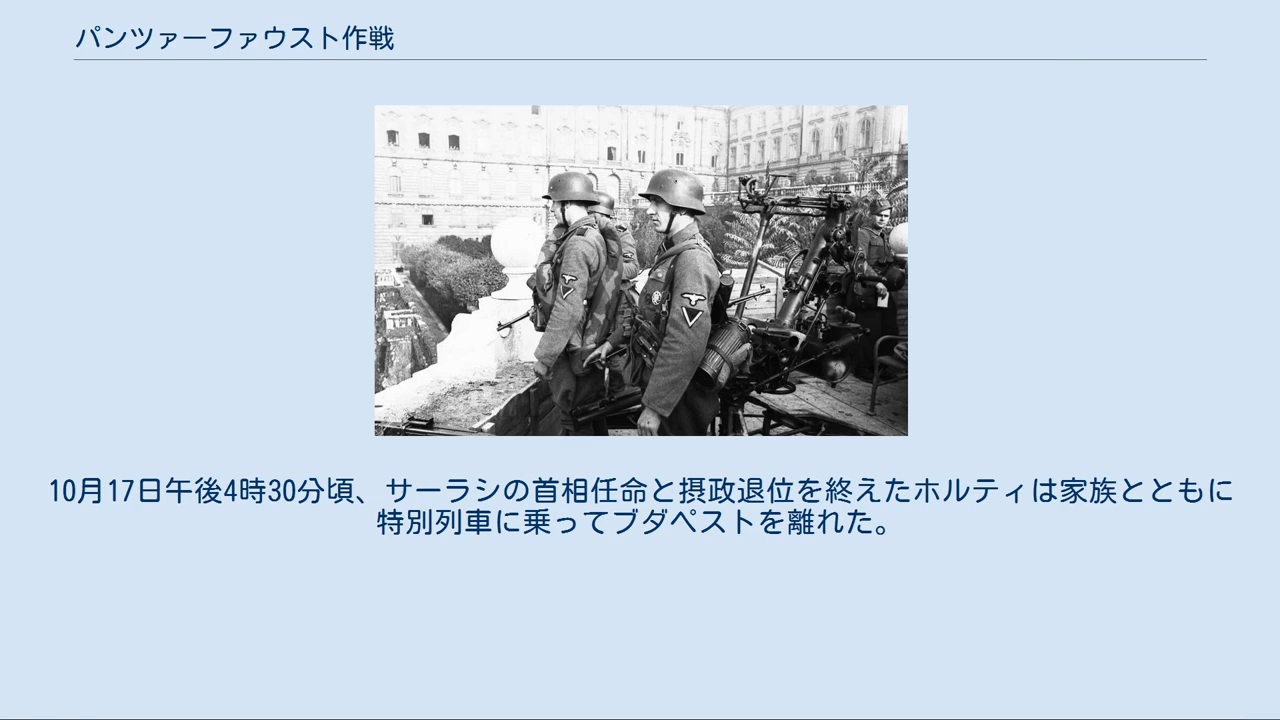 パンツァーファウスト作戦
10月17日午後4時30分頃、サーラシの首相任命と摂政退位を終えたホルティは家族とともに
特別列車に乗ってブダペストを離れた。